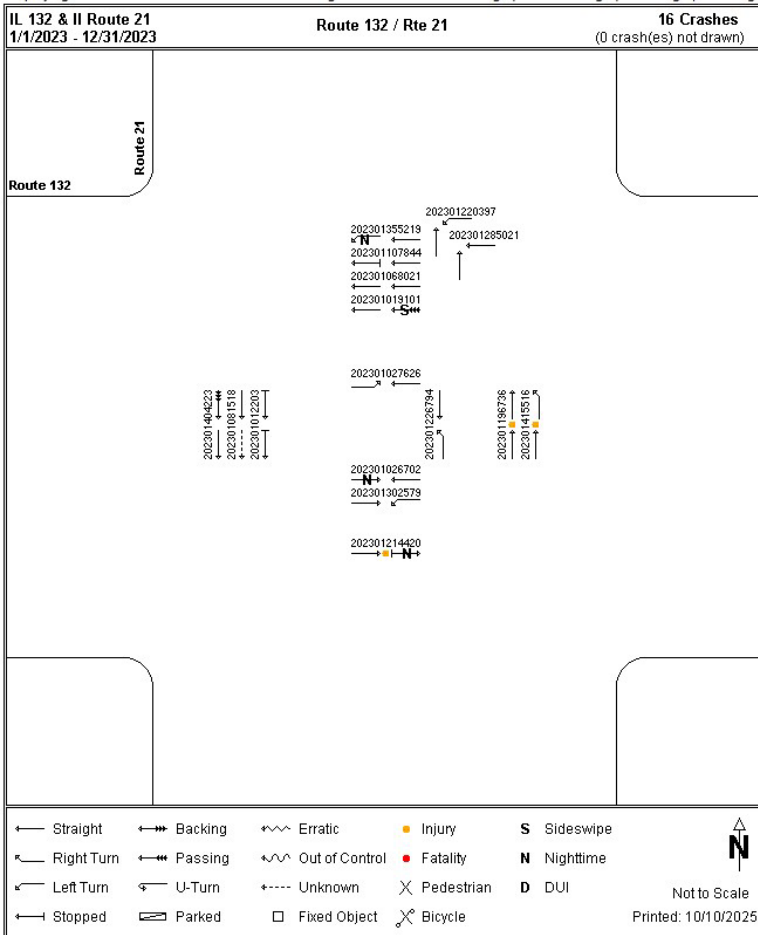 IL 132 & Il Route 21
1/1/2023 - 12/31/2023
Route 132 / Rte 21
16 Crashes
(0 crash(es) not drawn)
Route 21
Route 132
202301220397
202301355219
N
202301285021
202301107844
202301068021
202301019101
S
202301027626
202301404223
202301081518
202301012203
202301226794
202301196736
202301415516
202301026702
N
202301302579
202301214420
N
Straight
Backing
Erratic
Injury
S Sideswipe
Right Turn
Passing
Out of Control
Fatality
N Nighttime
Left Turn
U-Turn
Unknown
Pedestrian
D DUI
Stopped
Parked
Fixed Object
Bicycle
N
Not to Scale
Printed: 10/10/2025